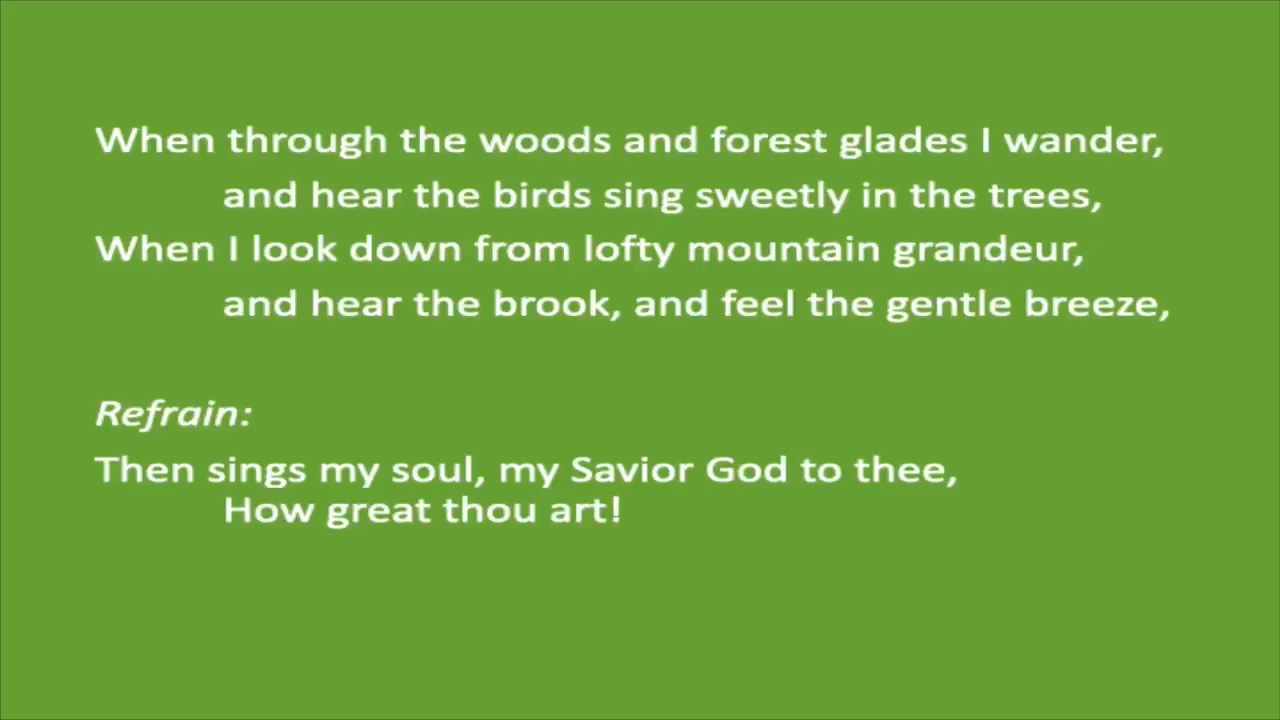 When through the woods and forest glades I wander,
and hear the birds sing sweetly in the trees,
When I look down from lofty mountain grandeur,
and hear the brook, and feel the gentle breeze,
Refrain:
Then sings my soul, my Savior God to thee,
How great thou art!